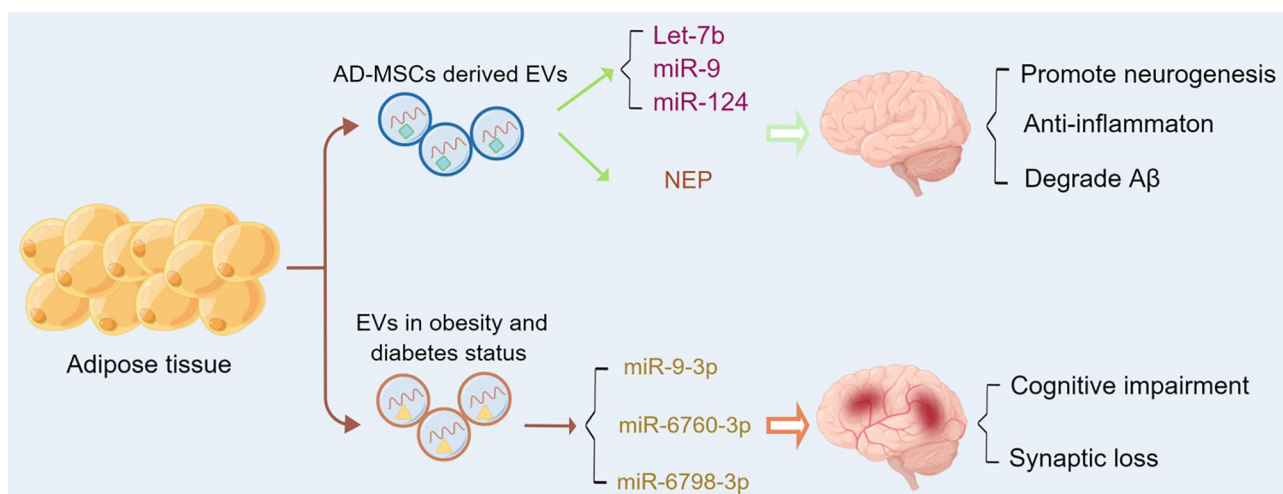 AD-MSCs derived EVs
Let-7b
miR-9
miR-124
NEP
Promote neurogenesis
Anti-inflammaton
Degrade Aβ
Adipose tissue
EVs in obesity and
diabetes status
miR-9-3p
miR-6760-3p
miR-6798-3p
Cognitive impairment
Synaptic loss